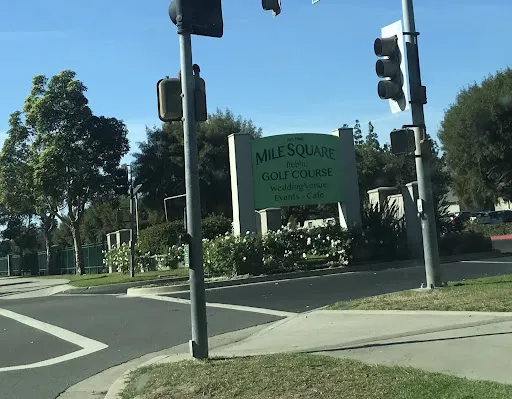 MILE SQUARE
Public
GOLF COURSE
Wedding Venue
Events - Cafe